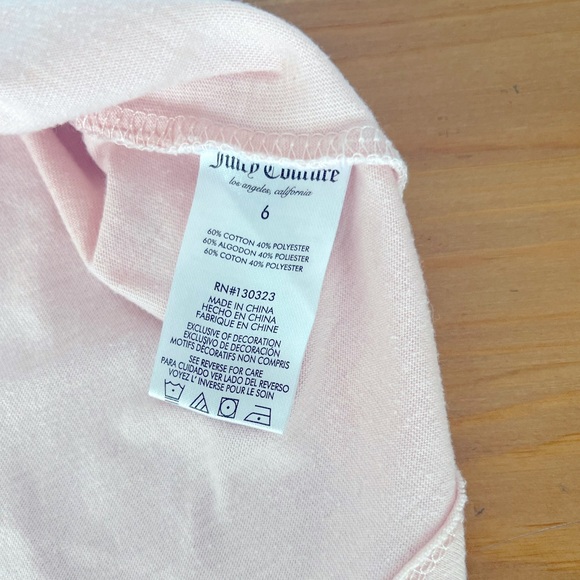 Juicy Couture
los angeles, california
6
60% COTTON 40% POLYESTER
60% ALGODON 40% POLIESTER
60% COTON 40% POLYESTER
RN#130323
MADE IN CHINA
HECHO EN CHINA
FABRIQUE EN CHINE
EXCLUSIVE OF DECORATION
EXCLUSIVO DE DECORACIÓN
MOTIFS DÉCORATIFS NON COMPRIS
SEE REVERSE FOR CARE
PARA CUIDADO VER LADO DEL REVERSO
VOYEZ L' INVERSE POUR LE SOIN